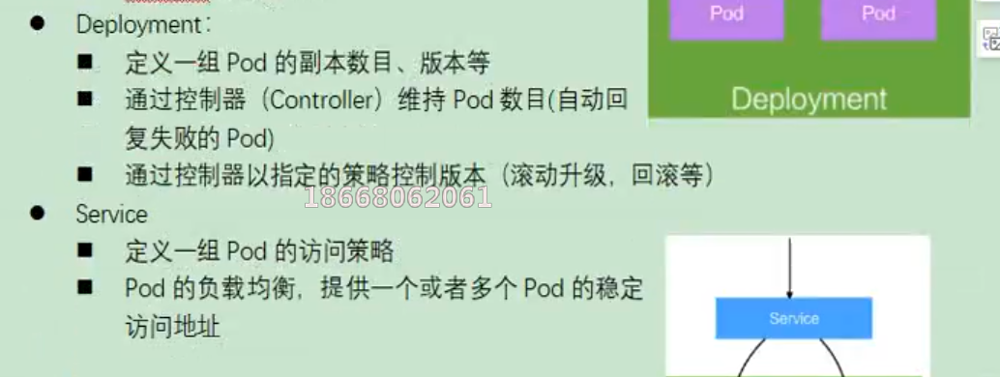 Deployment:
定义一组 Pod 的副本数目、版本等
通过控制器（Controller）维持 Pod 数目(自动回
复失败的 Pod)
通过控制器以指定的策略控制版本（滚动升级，回滚等）
18668062061
Service
定义一组 Pod 的访问策略
Pod 的负载均衡，提供一个或者多个 Pod 的稳定
访问地址
Pod
Pod
Deployment
Service